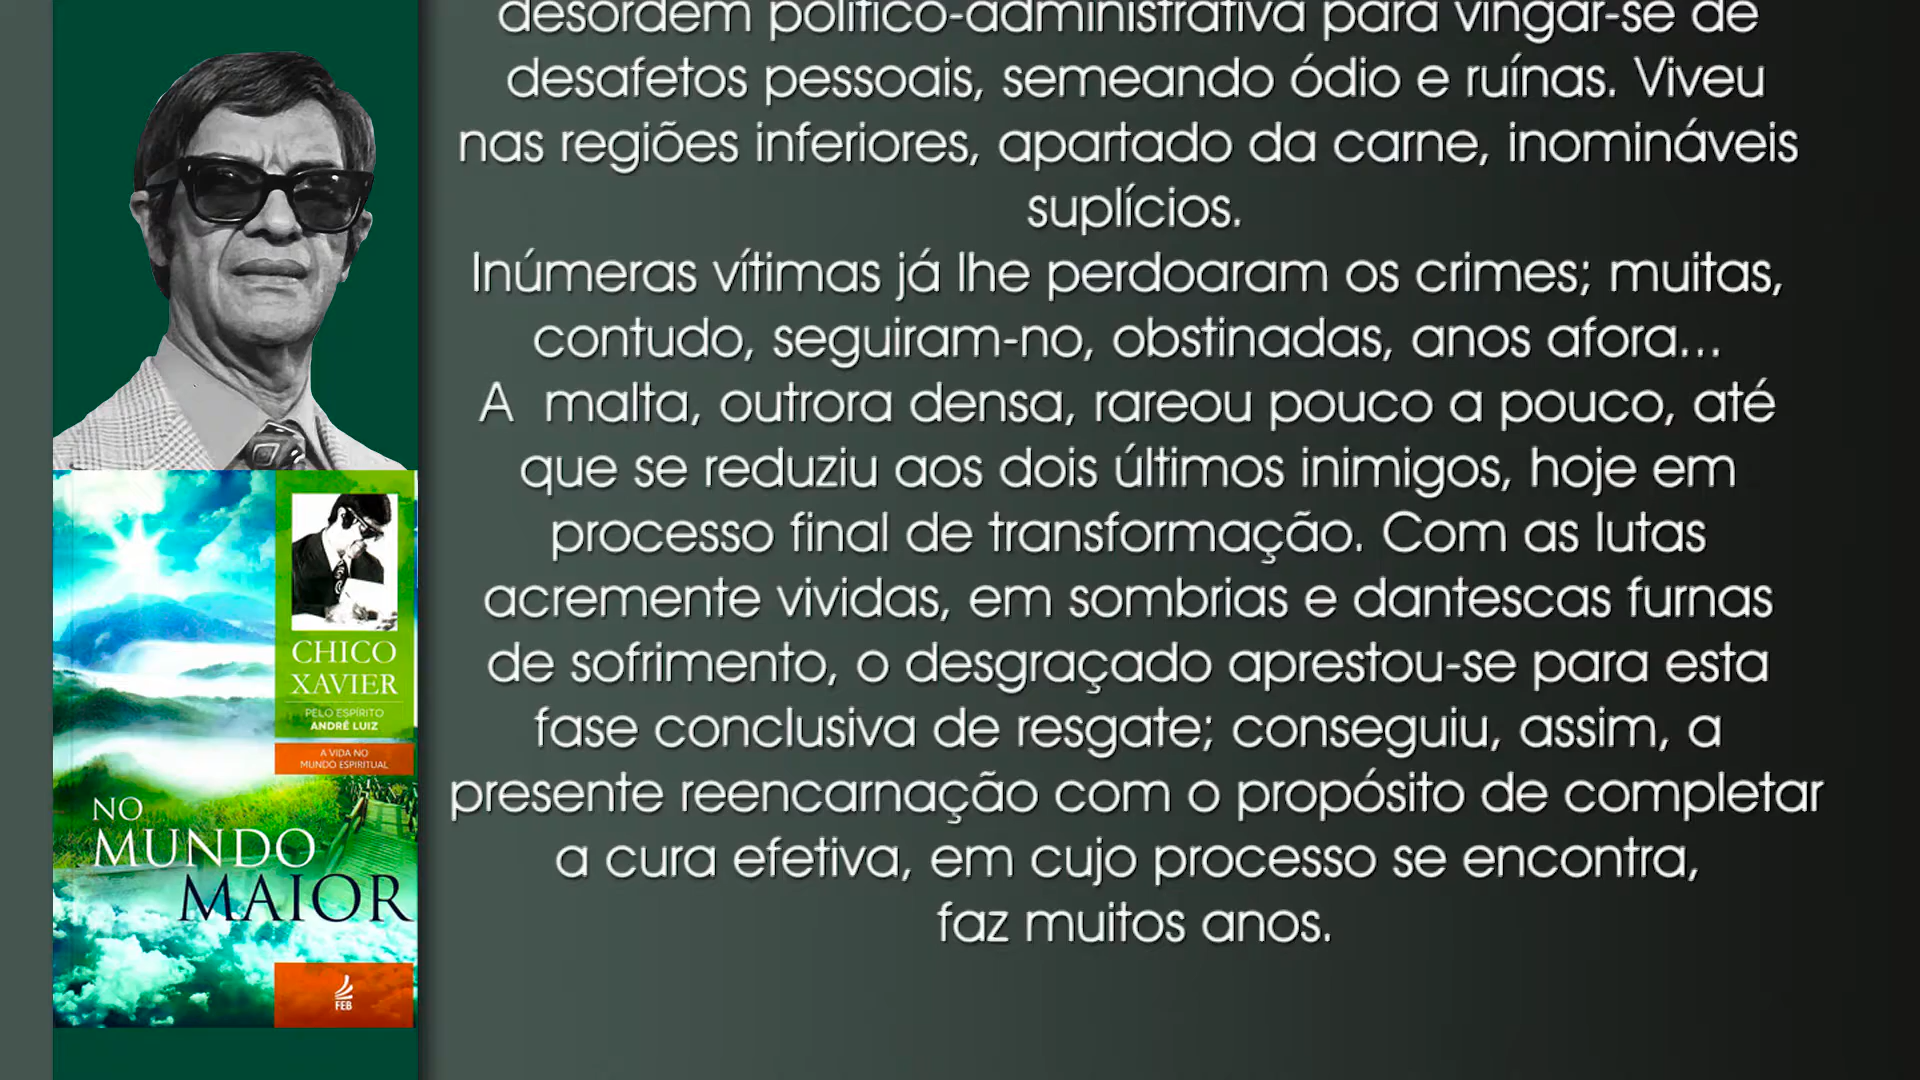 desordem político-administrativa para vingar-se de
desafetos pessoais, semeando ódio e ruínas. Viveu
nas regiões inferiores, apartado da carne, inomináveis
suplícios.
Inúmeras vítimas já lhe perdoaram os crimes; muitas,
contudo, seguiram-no, obstinadas, anos afora...
A malta, outrora densa, rareou pouco a pouco, até
que se reduziu aos dois últimos inimigos, hoje em
processo final de transformação. Com as lutas
acremente vividas, em sombrias e dantescas furnas
de sofrimento, o desgraçado aprestou-se para esta
fase conclusiva de resgate; conseguiu, assim, a
presente reencarnação com o propósito de completar
a cura efetiva, em cujo processo se encontra,
faz muitos anos.
CHICO
XAVIER
PELO ESPÍRITO
ANDRÉ LUIZ
A VIDA NO
MUNDO ESPIRITUAL
NO
MUNDO
MAIOR
FEB